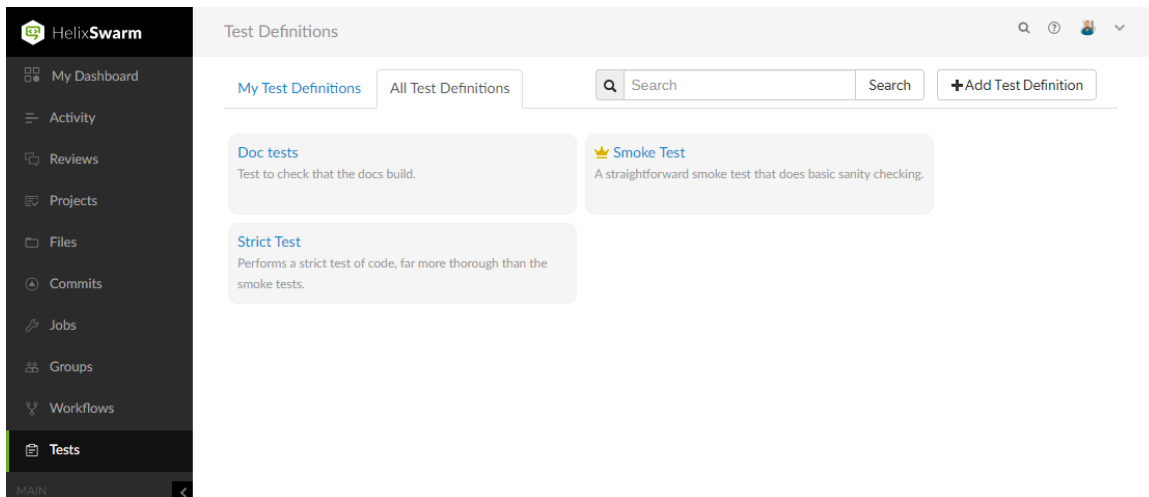 HelixSwarm
Test Definitions
My Dashboard
Activity
Reviews
Projects
Files
Commits
Jobs
Groups
Workflows
Tests
MAIN
My Test Definitions
All Test Definitions
Search
Search
+Add Test Definition
Doc tests
Test to check that the docs build.
Smoke Test
A straightforward smoke test that does basic sanity checking.
Strict Test
Performs a strict test of code, far more thorough than the
smoke tests.